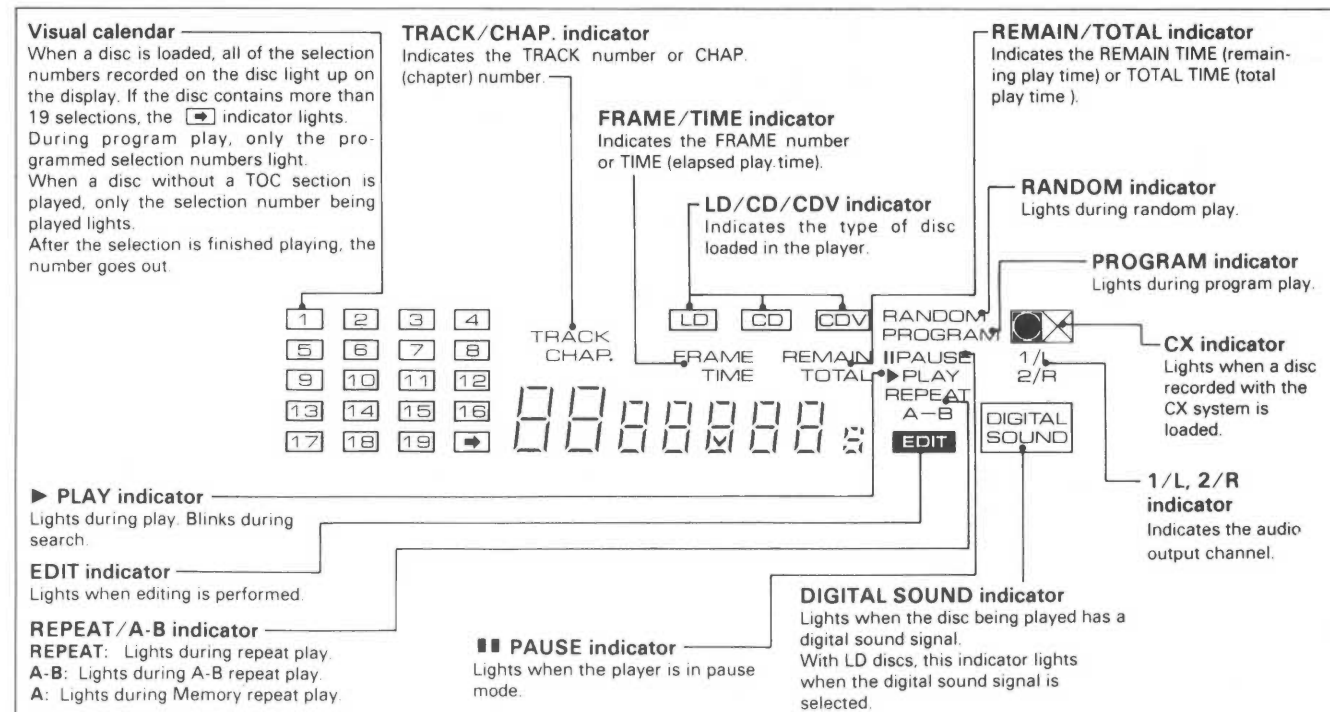 Visual calendar
When a disc is loaded, all of the selection
numbers recorded on the disc light up on
the display. If the disc contains more than
19 selections, the ➡ indicator lights.
During program play, only the pro-
grammed selection numbers light.
When a disc without a TOC section is
played, only the selection number being
played lights.
After the selection is finished playing, the
number goes out.
TRACK/CHAP. indicator
Indicates the TRACK number or CHAP.
(chapter) number.
FRAME/TIME indicator
Indicates the FRAME number
or TIME (elapsed play time).
LD/CD/CDV indicator
Indicates the type of disc
loaded in the player.
REMAIN/TOTAL indicator
Indicates the REMAIN TIME (remain-
ing play time) or TOTAL TIME (total
play time ).
RANDOM indicator
Lights during random play.
PROGRAM indicator
Lights during program play.
CX indicator
Lights when a disc
recorded with the
CX system is
loaded.
1/L, 2/R
indicator
Indicates the audio
output channel.
1 2 3 4
5 6 7 8
9 10 11 12
13 14 15 16
17 18 19 ➡
TRACK
CHAP.
LD CD CDV
FRAME
TIME
REMAIN
TOTAL
RANDOM
PROGRAM
II PAUSE
▶ PLAY
REPEAT
A-B
EDIT
1/L
2/R
DIGITAL
SOUND
88 88888 8
▶ PLAY indicator
Lights during play. Blinks during
search.
EDIT indicator
Lights when editing is performed.
REPEAT/A-B indicator
REPEAT: Lights during repeat play.
A-B: Lights during A-B repeat play.
A: Lights during Memory repeat play.
▮▮ PAUSE indicator
Lights when the player is in pause
mode.
DIGITAL SOUND indicator
Lights when the disc being played has a
digital sound signal.
With LD discs, this indicator lights
when the digital sound signal is
selected.